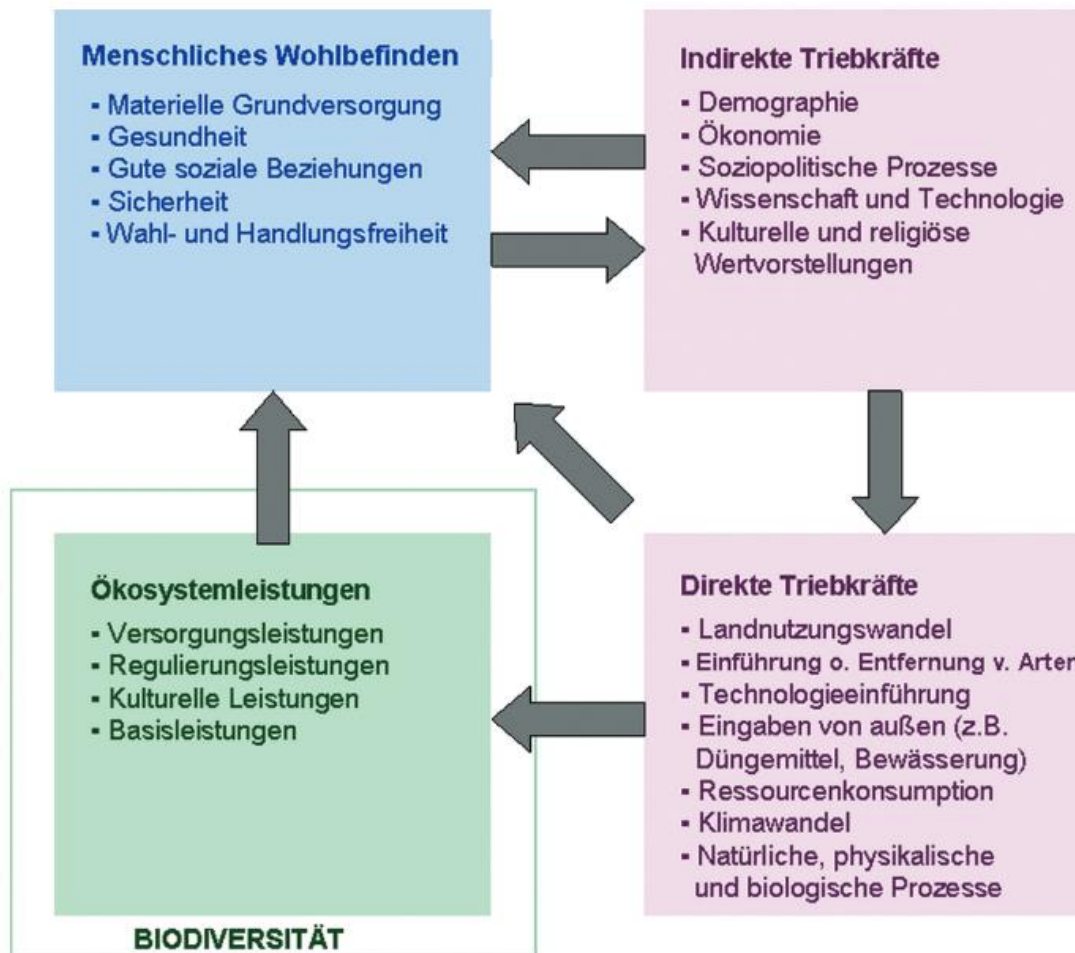 Menschliches Wohlbefinden
▪ Materielle Grundversorgung
▪ Gesundheit
▪ Gute soziale Beziehungen
▪ Sicherheit
▪ Wahl- und Handlungsfreiheit
Indirekte Triebkräfte
▪ Demographie
▪ Ökonomie
▪ Soziopolitische Prozesse
▪ Wissenschaft und Technologie
▪ Kulturelle und religiöse
Wertvorstellungen
Ökosystemleistungen
▪ Versorgungsleistungen
▪ Regulierungsleistungen
▪ Kulturelle Leistungen
▪ Basisleistungen
BIODIVERSITÄT
Direkte Triebkräfte
▪ Landnutzungswandel
▪ Einführung o. Entfernung v. Arten
▪ Technologieeinführung
▪ Eingaben von außen (z.B.
Düngemittel, Bewässerung)
▪ Ressourcenkonsumption
▪ Klimawandel
▪ Natürliche, physikalische
und biologische Prozesse